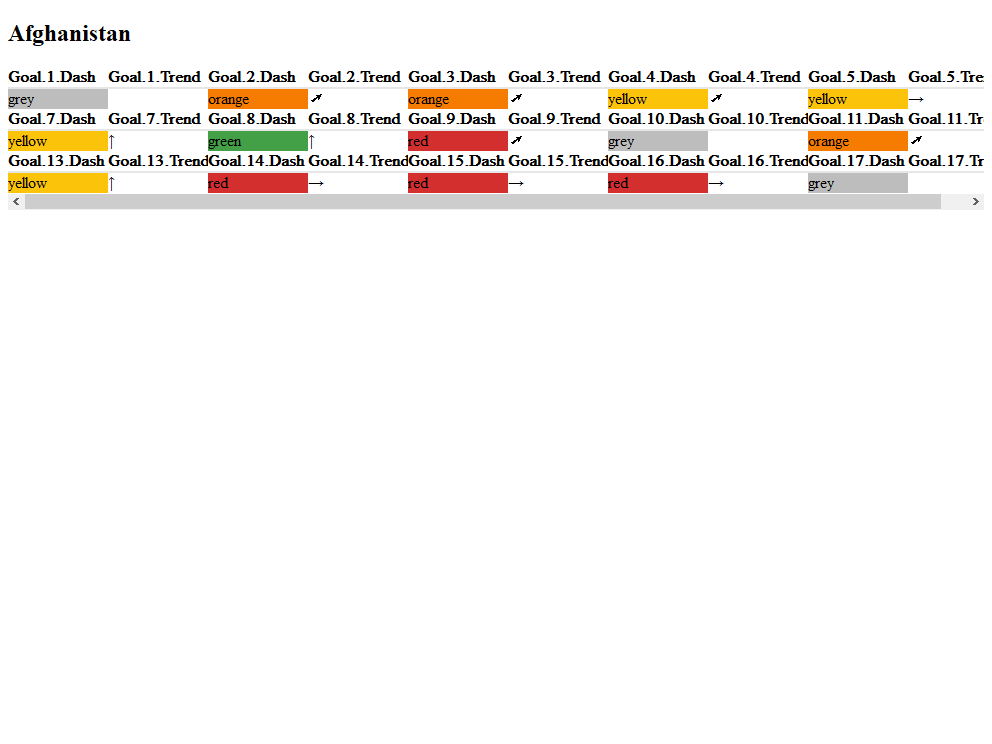 Afghanistan
Goal.1.Dash Goal.1.Trend Goal.2.Dash Goal.2.Trend Goal.3.Dash Goal.3.Trend Goal.4.Dash Goal.4.Trend Goal.5.Dash Goal.5.Tre
grey orange ➚ orange ➚ yellow ➚ yellow →
Goal.7.Dash Goal.7.Trend Goal.8.Dash Goal.8.Trend Goal.9.Dash Goal.9.Trend Goal.10.Dash Goal.10.Trend Goal.11.Dash Goal.11.Tr
yellow ↑ green ↑ red ➚ grey orange ➚
Goal.13.Dash Goal.13.Trend Goal.14.Dash Goal.14.Trend Goal.15.Dash Goal.15.Trend Goal.16.Dash Goal.16.Trend Goal.17.Dash Goal.17.Tr
yellow ↑ red → red → red → grey